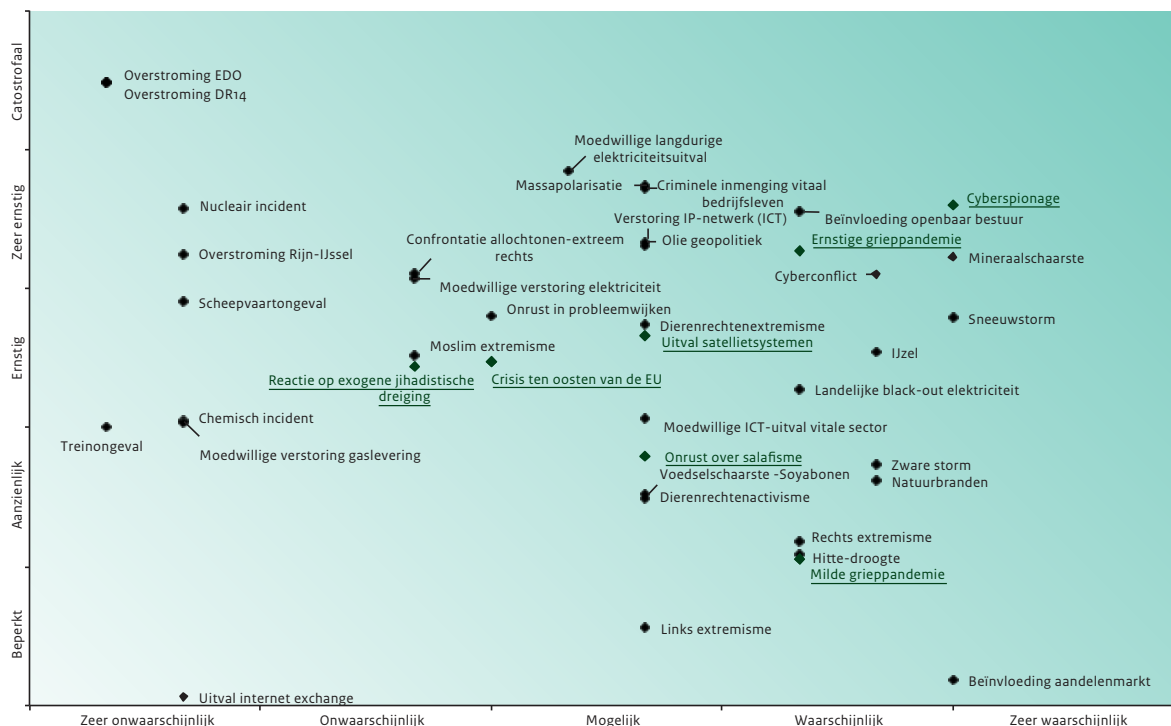 Catostrofaal
Zeer ernstig
Ernstig
Aanzienlijk
Beperkt
Overstroming EDO
Overstroming DR14
Moedwillige langdurige
elektriciteitsuitval
Massapolarisatie
Criminele inmenging vitaal
bedrijfsleven
Nucleair incident
Cyberspionage
Verstoring IP-netwerk (ICT)
Beïnvloeding openbaar bestuur
Confrontatie allochtonen-extreem
rechts
Olie geopolitiek
Ernstige grieppandemie
Overstroming Rijn-IJssel
Mineraalschaarste
Cyberconflict
Moedwillige verstoring elektriciteit
Scheepvaartongeval
Onrust in probleemwijken
Sneeuwstorm
Dierenrechtenextremisme
Uitval satellietsystemen
Moslim extremisme
IJzel
Reactie op exogene jihadistische
dreiging
Crisis ten oosten van de EU
Landelijke black-out elektriciteit
Chemisch incident
Moedwillige ICT-uitval vitale sector
Treinongeval
Moedwillige verstoring gaslevering
Onrust over salafisme
Zware storm
Voedselschaarste -Soyabonen
Natuurbranden
Dierenrechtenactivisme
Rechts extremisme
Hitte-droogte
Milde grieppandemie
Links extremisme
Beïnvloeding aandelenmarkt
Uitval internet exchange
Zeer onwaarschijnlijk
Onwaarschijnlijk
Mogelijk
Waarschijnlijk
Zeer waarschijnlijk